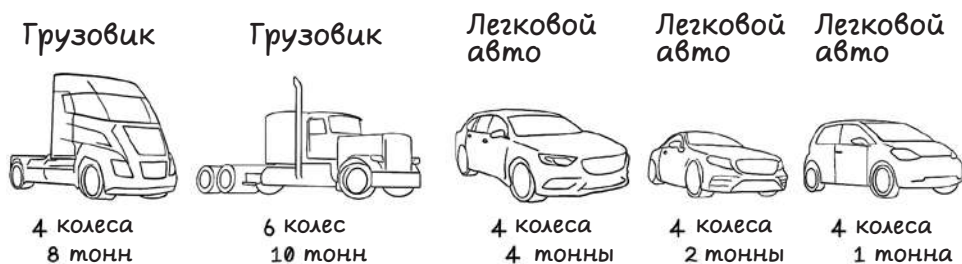 Грузовик
Грузовик
Легковой
авто
Легковой
авто
Легковой
авто
4 колеса
8 тонн
6 колес
10 тонн
4 колеса
4 тонны
4 колеса
2 тонны
4 колеса
1 тонна